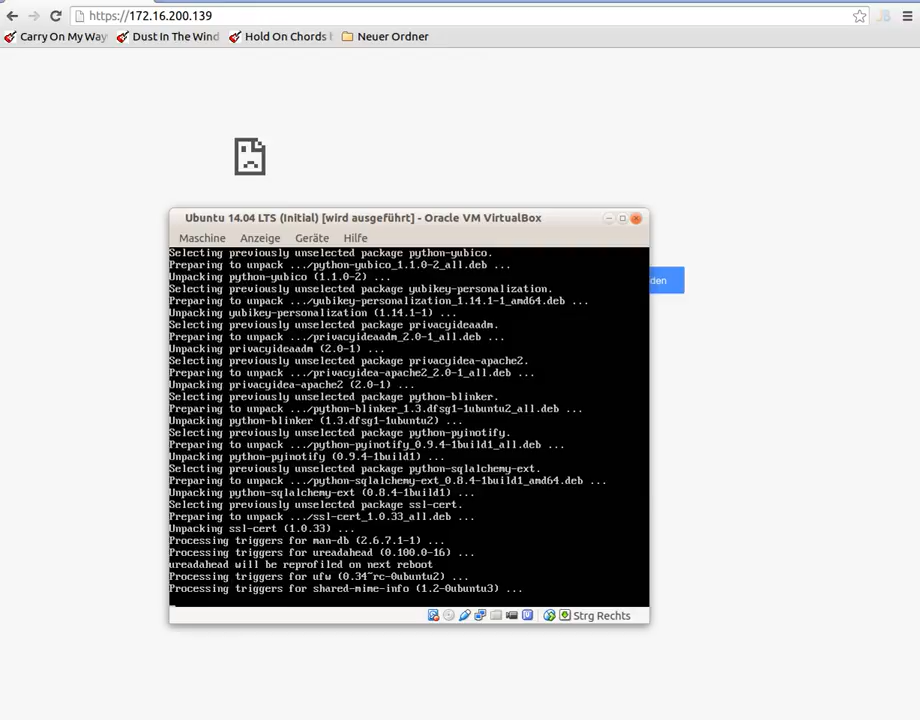 https://172.16.200.139
Carry On My Way
Dust In The Wind
Hold On Chords
Neuer Ordner
Ubuntu 14.04 LTS (Initial) [wird ausgeführt] - Oracle VM VirtualBox
Maschine Anzeige Geräte Hilfe
Selecting previously unselected package python-yubico.
Preparing to unpack .../python-yubico_1.1.0-2_all.deb ...
Unpacking python-yubico (1.1.0-2) ...
Selecting previously unselected package yubikey-personalization.
Preparing to unpack .../yubikey-personalization_1.14.1-1_amd64.deb ...
Unpacking yubikey-personalization (1.14.1-1) ...
Selecting previously unselected package privacyideaadm.
Preparing to unpack .../privacyideaadm_2.0-1_all.deb ...
Unpacking privacyideaadm (2.0-1) ...
Selecting previously unselected package privacyidea-apache2.
Preparing to unpack .../privacyidea-apache2_2.0-1_all.deb ...
Unpacking privacyidea-apache2 (2.0-1) ...
Selecting previously unselected package python-blinker.
Preparing to unpack .../python-blinker_1.3.dfsg1-1ubuntu2_all.deb ...
Unpacking python-blinker (1.3.dfsg1-1ubuntu2) ...
Selecting previously unselected package python-pyinotify.
Preparing to unpack .../python-pyinotify_0.9.4-1build1_all.deb ...
Unpacking python-pyinotify (0.9.4-1build1) ...
Selecting previously unselected package python-sqlalchemy-ext.
Preparing to unpack .../python-sqlalchemy-ext_0.8.4-1build1_amd64.deb ...
Unpacking python-sqlalchemy-ext (0.8.4-1build1) ...
Selecting previously unselected package ssl-cert.
Preparing to unpack .../ssl-cert_1.0.33_all.deb ...
Unpacking ssl-cert (1.0.33) ...
Processing triggers for man-db (2.6.7.1-1) ...
Processing triggers for ureadahead (0.100.0-16) ...
ureadahead will be reprofiled on next reboot
Processing triggers for ufw (0.34~rc-0ubuntu2) ...
Processing triggers for shared-mime-info (1.2-0ubuntu3) ...
den
Strg Rechts